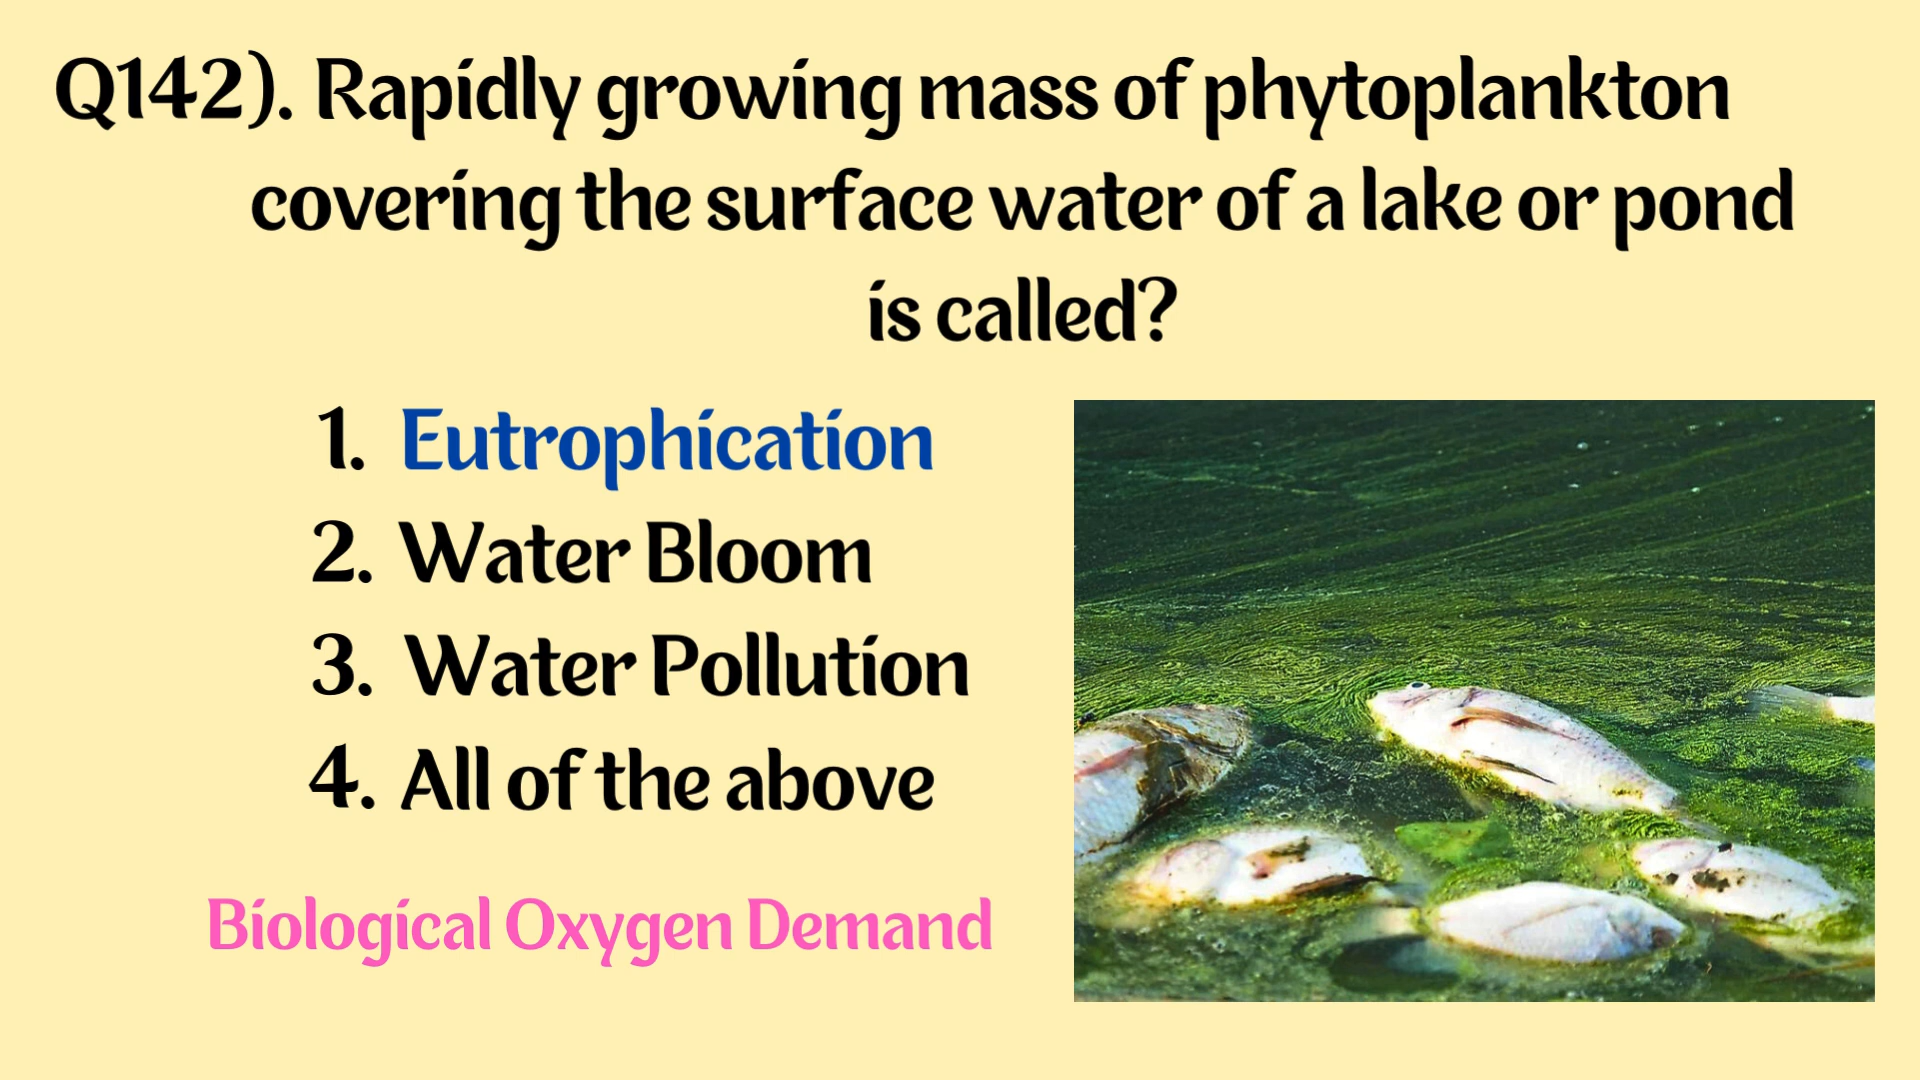 Q142). Rapidly growing mass of phytoplankton
covering the surface water of a lake or pond
is called?
1. Eutrophication
2. Water Bloom
3. Water Pollution
4. All of the above
Biological Oxygen Demand